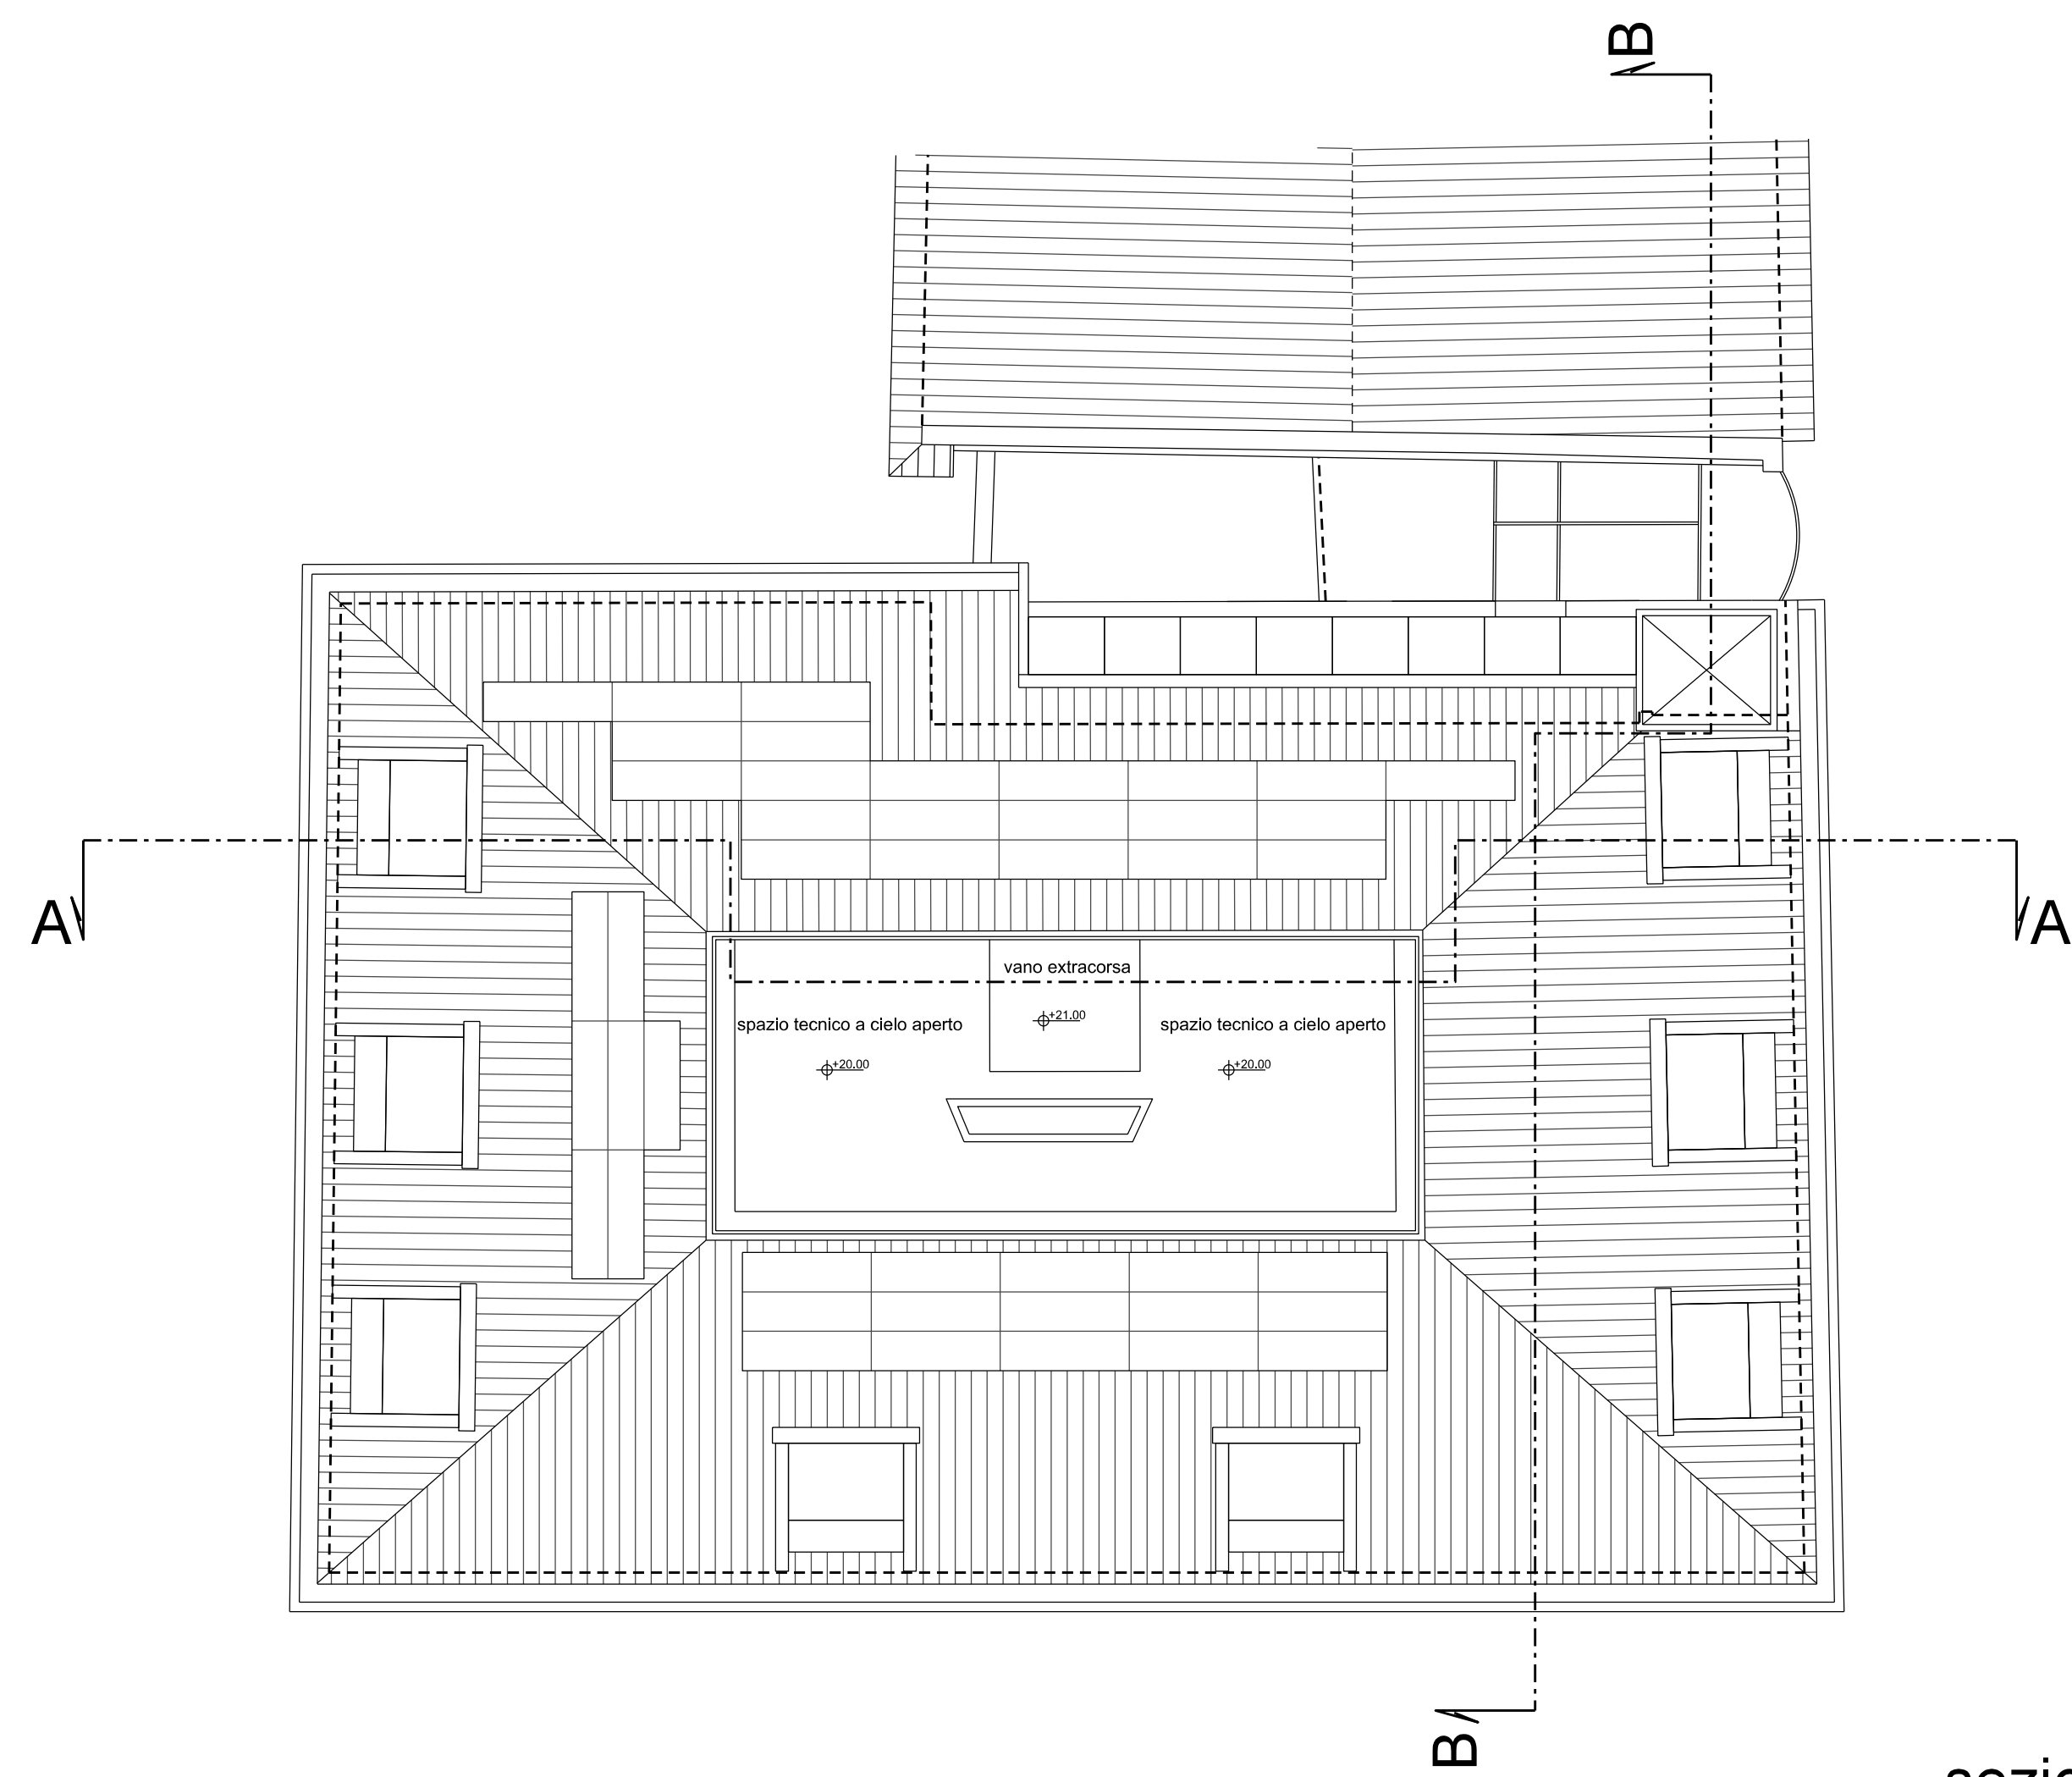 B
A
A
vano extracorsa
+21.00
spazio tecnico a cielo aperto
spazio tecnico a cielo aperto
+20.00
+20.00
B